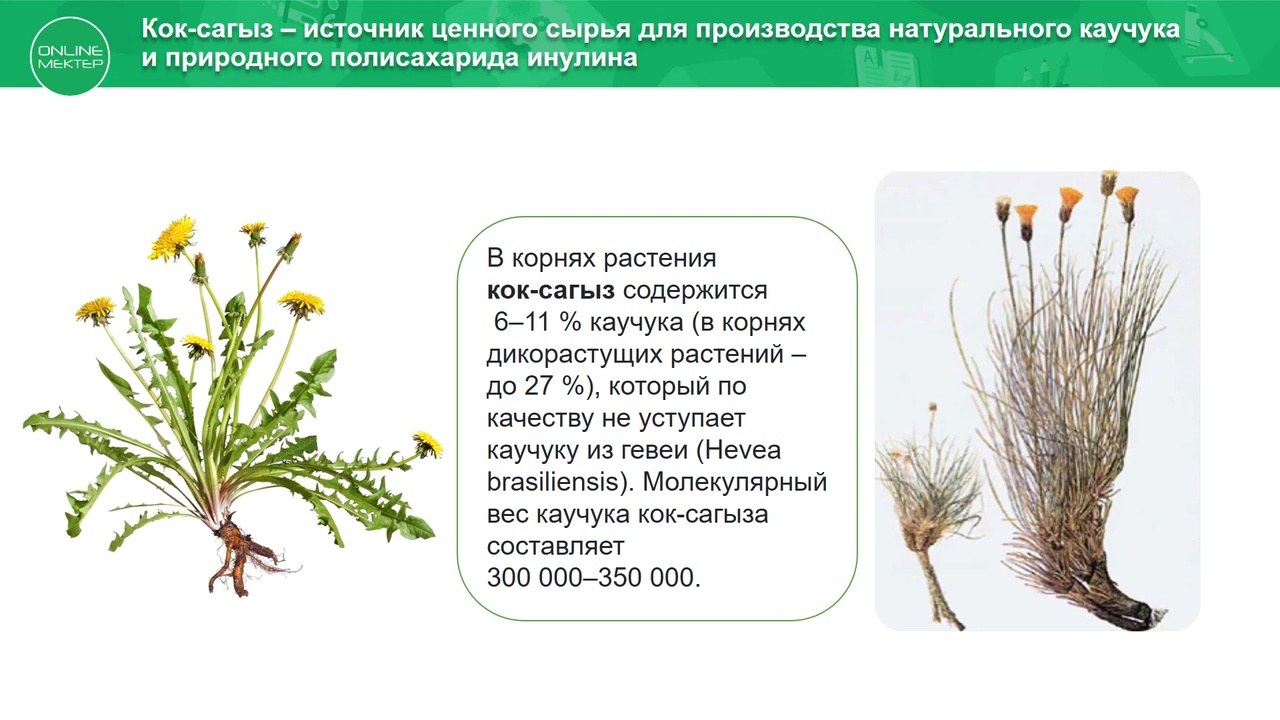 Кок-сагыз – источник ценного сырья для производства натурального каучука
и природного полисахарида инулина
ONLINE
МЕКТЕР
В корнях растения
кок-сагыз содержится
6–11 % каучука (в корнях
дикорастущих растений –
до 27 %), который по
качеству не уступает
каучуку из гевеи (Hevea
brasiliensis). Молекулярный
вес каучука кок-сагыза
составляет
300 000–350 000.